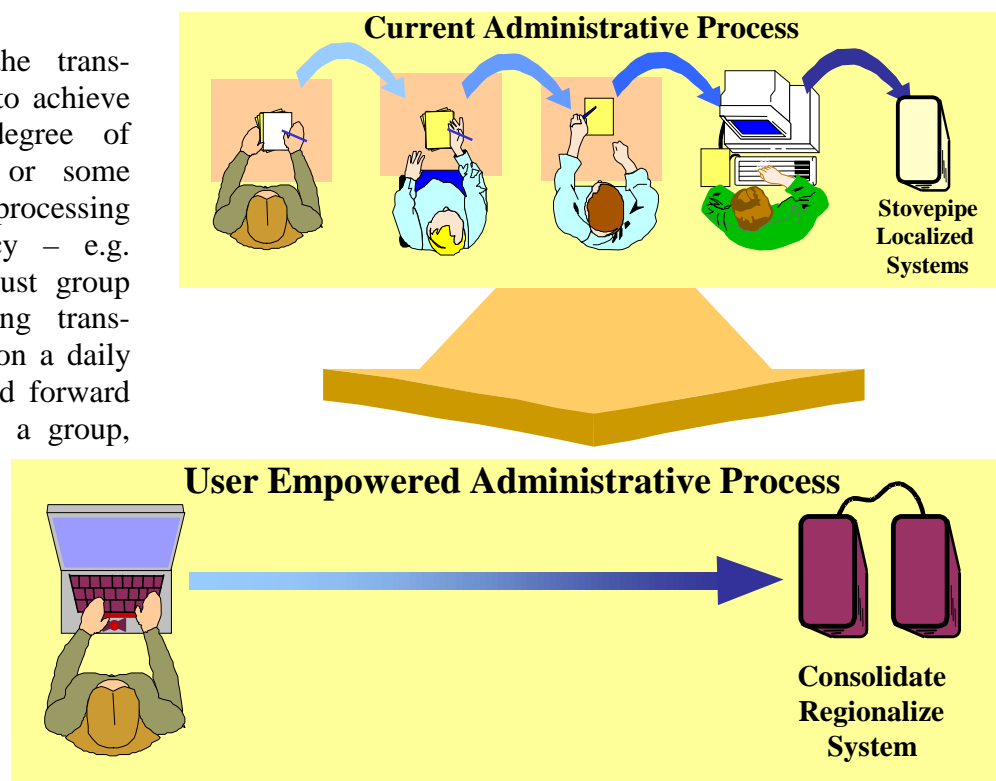 Current Administrative Process
the trans-
to achieve
degree of
or some
processing
cy – e.g.
ust group
ng trans-
on a daily
d forward
a group,
Stovepipe
Localized
Systems
User Empowered Administrative Process
Consolidate
Regionalize
System